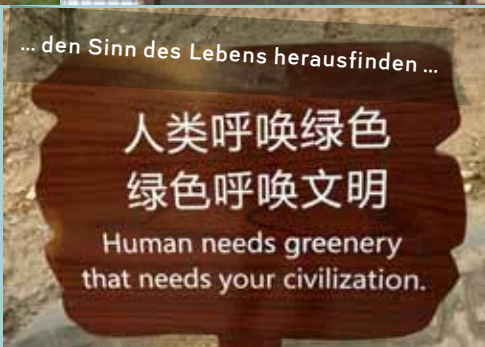 ... den Sinn des Lebens herausfinden ...
人类呼唤绿色
绿色呼唤文明
Human needs greenery
that needs your civilization.